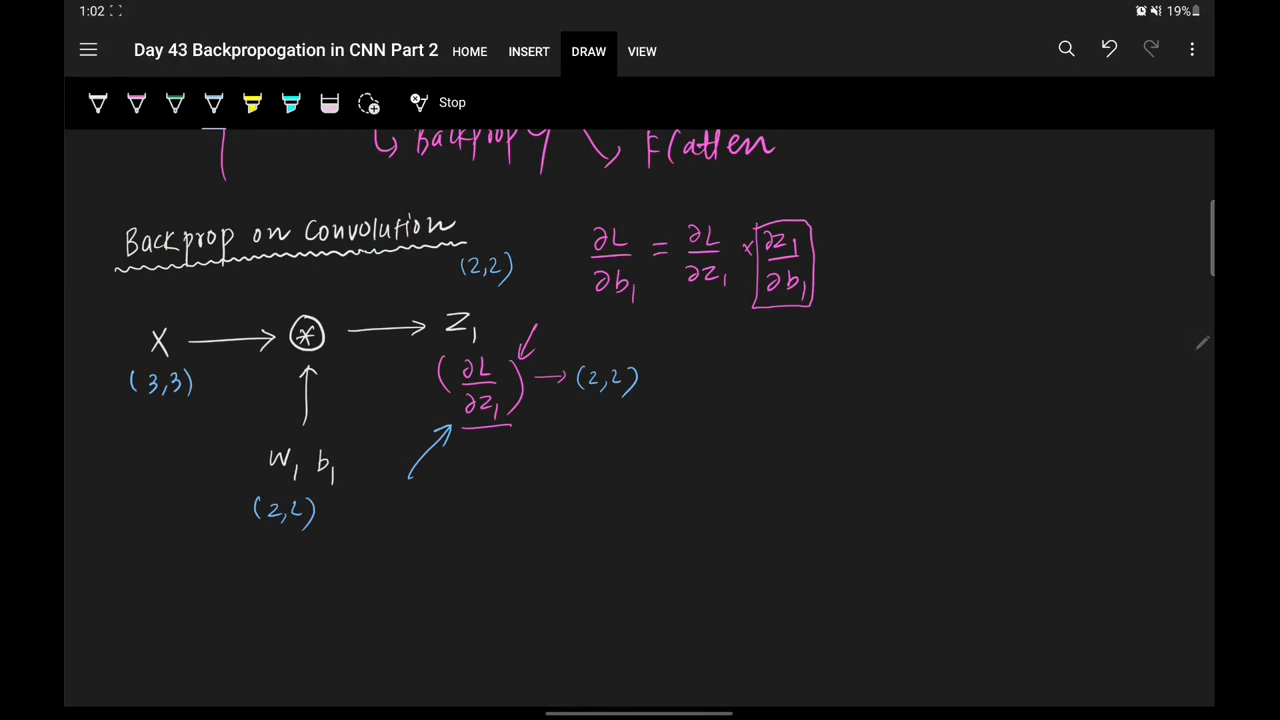 1:02 19%
Day 43 Backpropogation in CNN Part 2 HOME INSERT DRAW VIEW
Stop
Backprop Flatten
Backprop on Convolution
(2,2)
∂L/∂b₁ = ∂L/∂z₁ × ∂z₁/∂b₁
X → * → Z₁
(3,3)
(∂L/∂z₁) → (2,2)
W₁ b₁
(2,2)